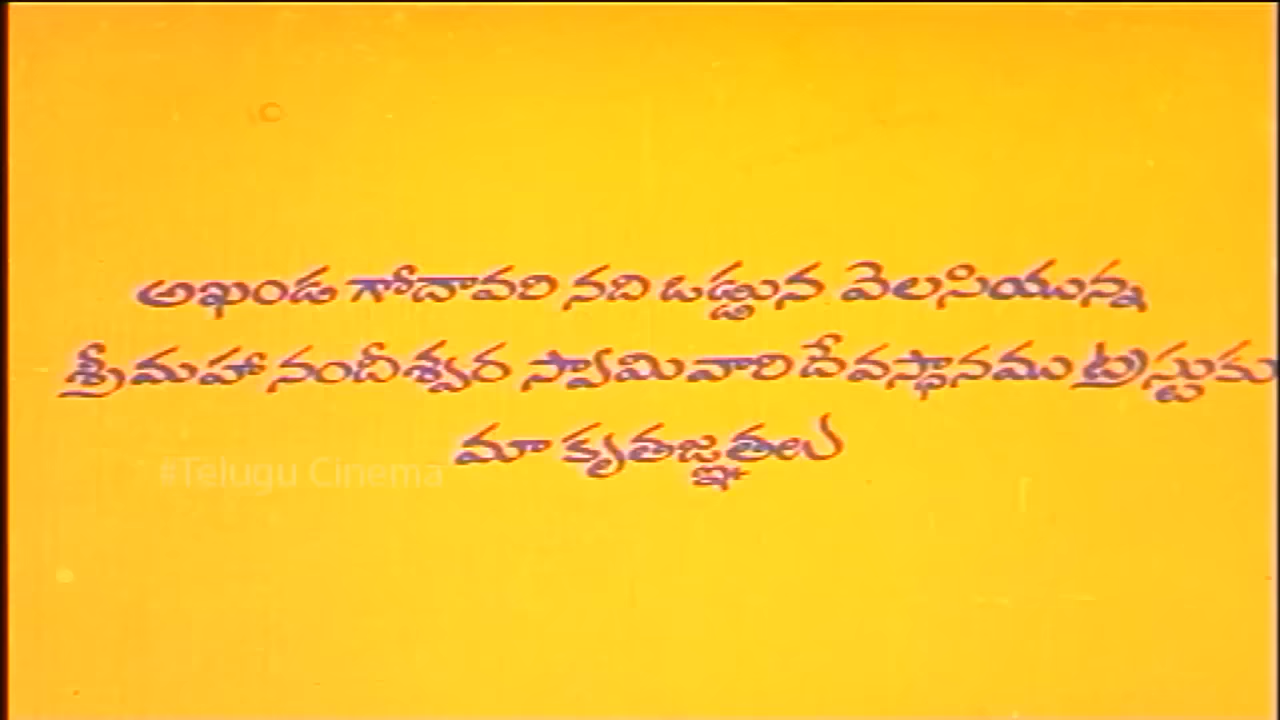 అఖండ గోదావరి నది ఒడ్డున వెలసియున్న
శ్రీ మహా నందీశ్వర స్వామివారి దేవస్థానము ట్రస్టుకు
మా కృతజ్ఞతలు
#Telugu Cinema